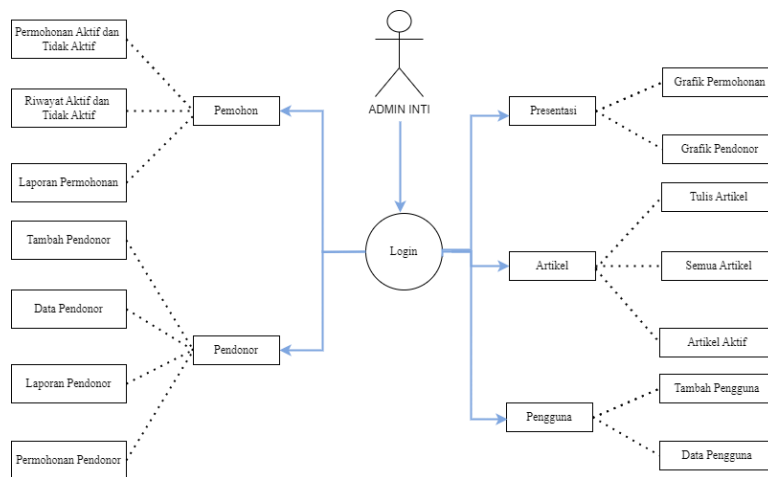 Permohonan Aktif dan
Tidak Aktif
Riwayat Aktif dan
Tidak Aktif
Laporan Permohonan
Pemohon
Tambah Pendonor
Data Pendonor
Laporan Pendonor
Permohonan Pendonor
Pendonor
ADMIN INTI
Login
Presentasi
Grafik Permohonan
Grafik Pendonor
Artikel
Tulis Artikel
Semua Artikel
Artikel Aktif
Pengguna
Tambah Pengguna
Data Pengguna